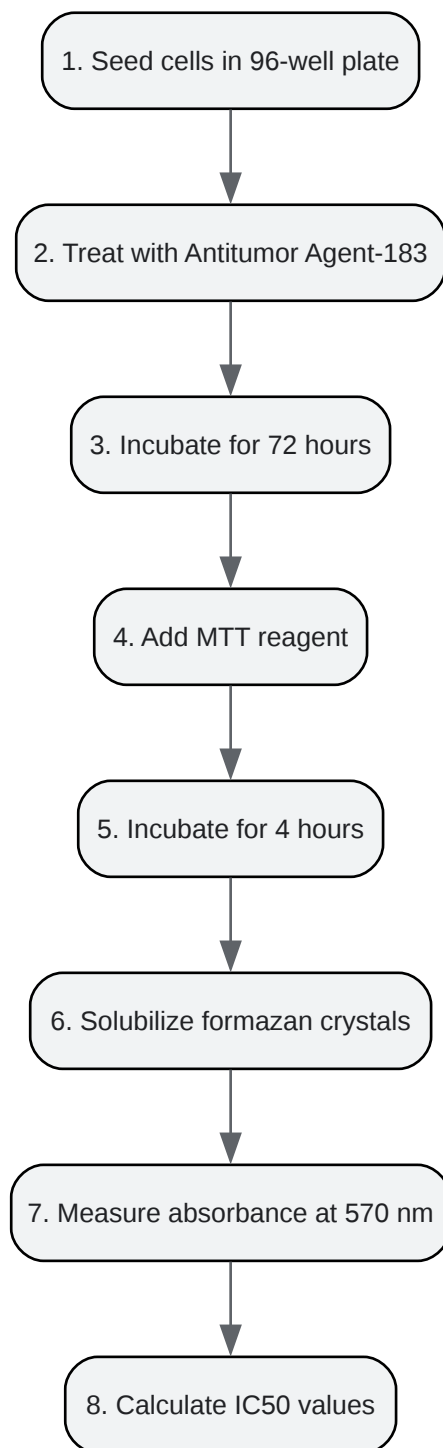 1. Seed cells in 96-well plate
2. Treat with Antitumor Agent-183
3. Incubate for 72 hours
4. Add MTT reagent
5. Incubate for 4 hours
6. Solubilize formazan crystals
7. Measure absorbance at 570 nm
8. Calculate IC50 values